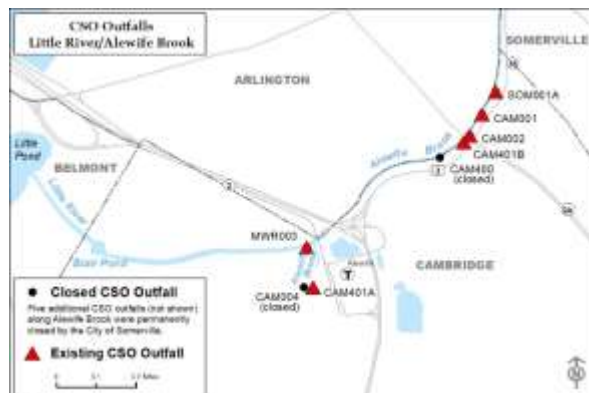 CSO Outfalls
Little River/Alewife Brook
SOMERVILLE
ARLINGTON
SOM001A
CAM001
CAM002
CAM401B
Alewife Brook
CAM400
(closed)
Little
Pond
BELMONT
2
Little River
MWR003
CAMBRIDGE
T
CAM004
(closed)
CAM401A
Closed CSO Outfall
Five additional CSO outfalls (not shown)
along Alewife Brook were permanently
closed by the City of Somerville.
Existing CSO Outfall
N